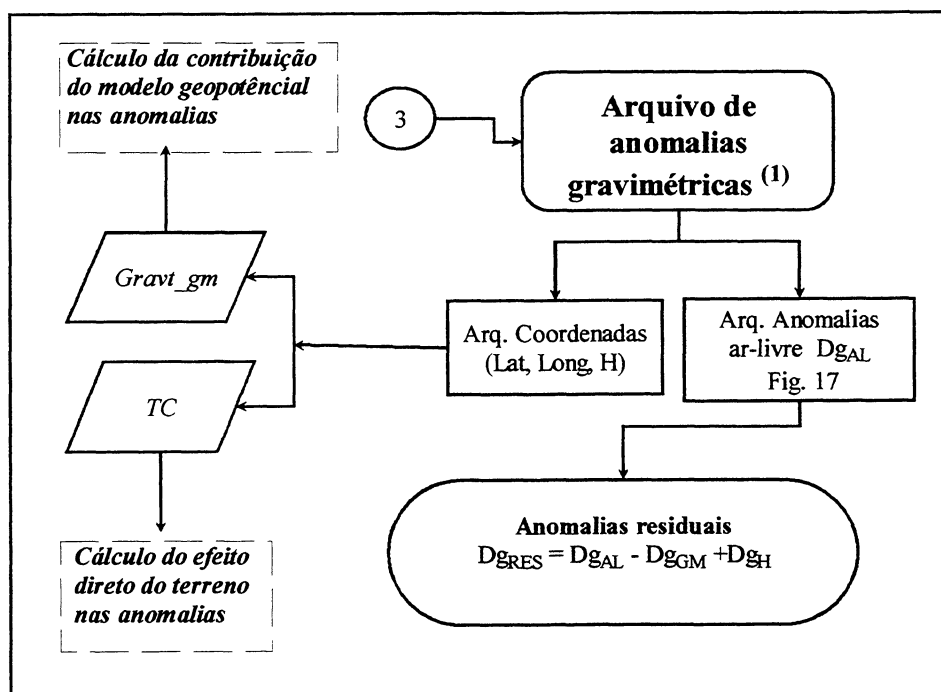 Cálculo da contribuição
do modelo geopotêncial
nas anomalias
3
Arquivo de
anomalias
gravimétricas (1)
Gravt_gm
Arq. Coordenadas
(Lat, Long, H)
Arq. Anomalias
ar-livre DgAL
Fig. 17
TC
Anomalias residuais
DgRES = DgAL - DgGM +DgH
Cálculo do efeito
direto do terreno
nas anomalias